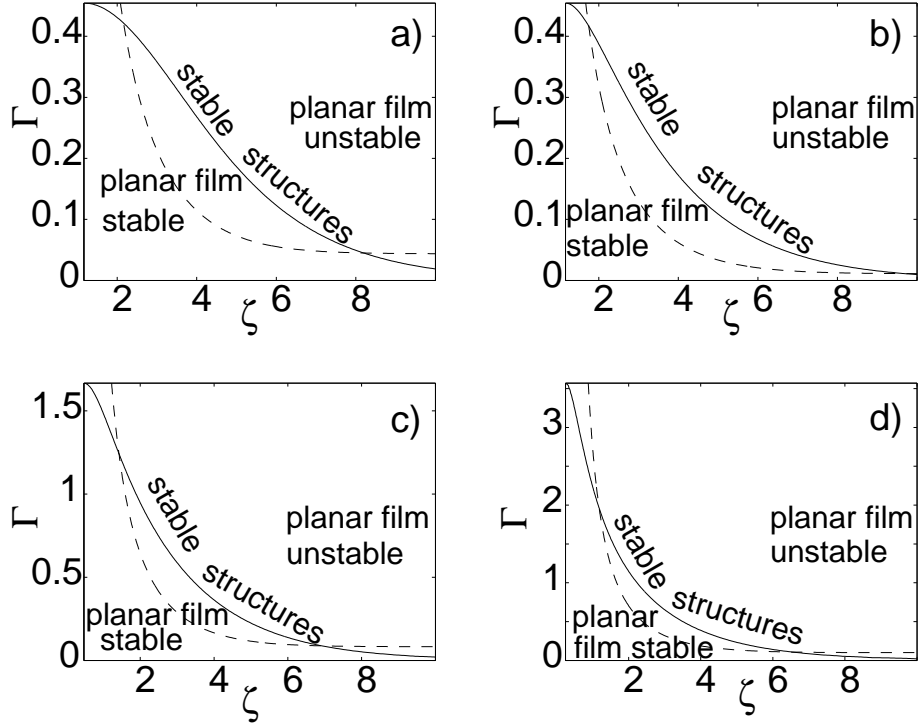 a)
0.4
0.3
0.2
0.1
0
Γ
stable
structures
planar film
unstable
planar film
stable
2
4
6
8
ζ
b)
0.4
0.3
0.2
0.1
0
Γ
stable
structures
planar film
unstable
planar film
stable
2
4
6
8
ζ
c)
1.5
1
0.5
0
Γ
stable
structures
planar film
unstable
planar film
stable
2
4
6
8
ζ
d)
3
2
1
0
Γ
stable
structures
planar film
unstable
planar
film stable
2
4
6
8
ζ